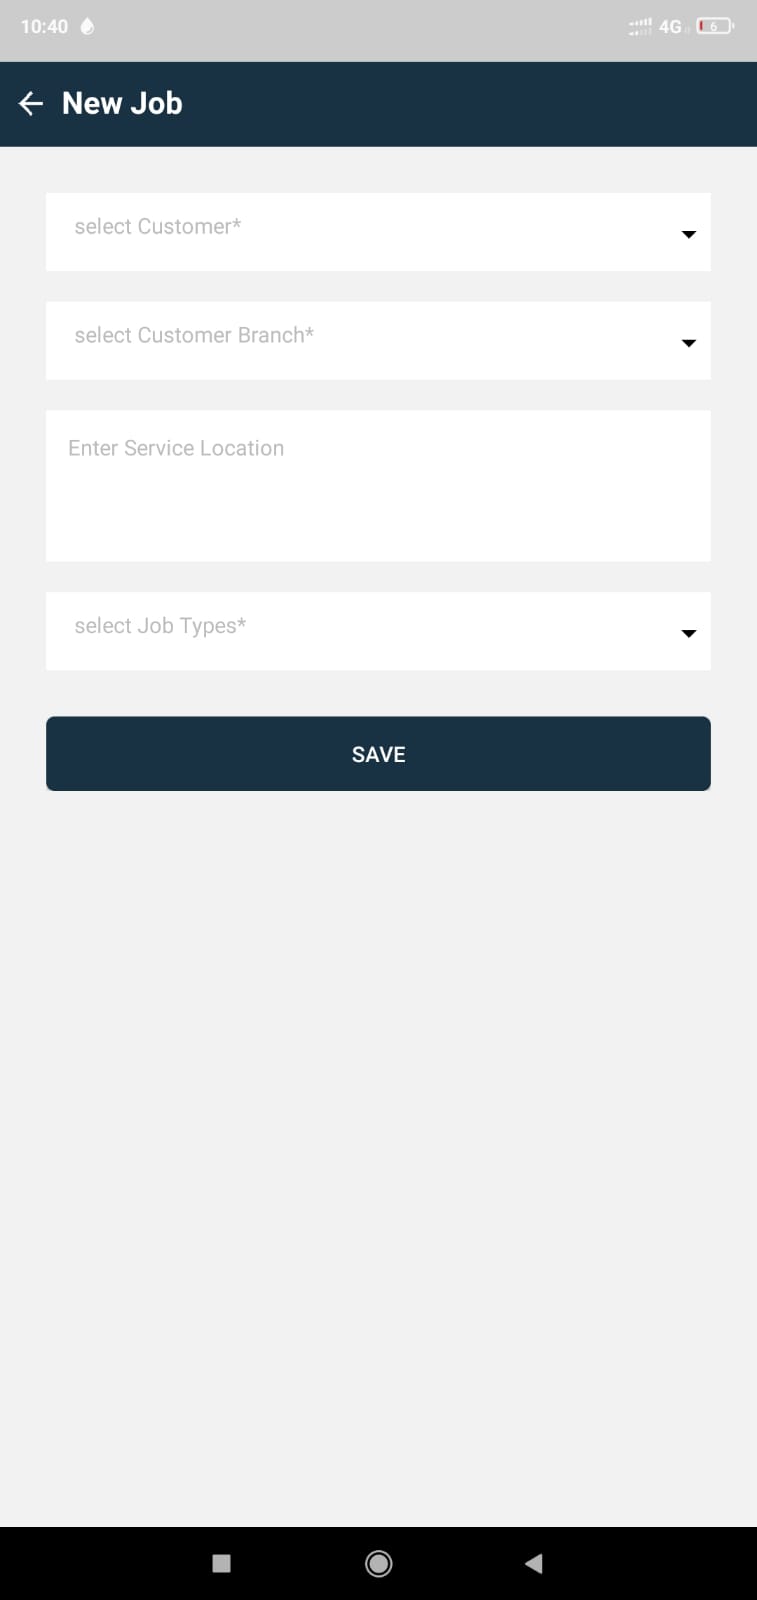 10:40 4G 6
New Job
select Customer*
select Customer Branch*
Enter Service Location
select Job Types*
SAVE